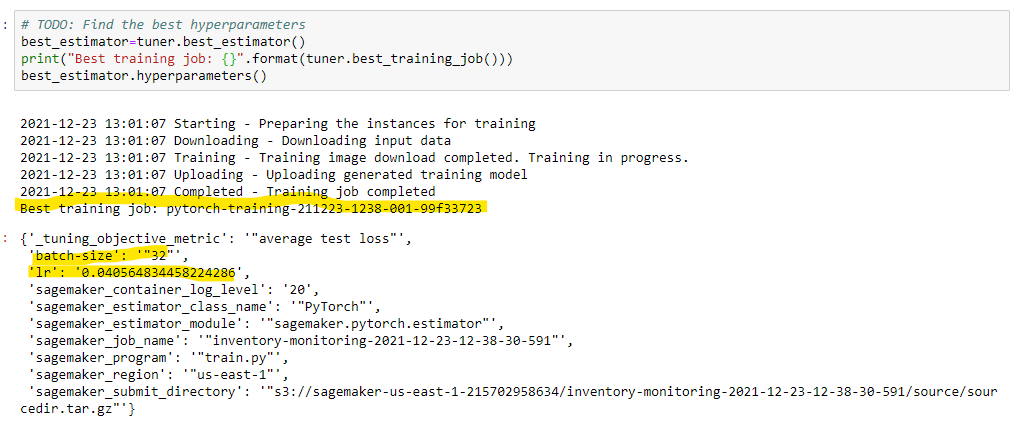 : # TODO: Find the best hyperparameters
best_estimator=tuner.best_estimator()
print("Best training job: {}".format(tuner.best_training_job()))
best_estimator.hyperparameters()
2021-12-23 13:01:07 Starting - Preparing the instances for training
2021-12-23 13:01:07 Downloading - Downloading input data
2021-12-23 13:01:07 Training - Training image download completed. Training in progress.
2021-12-23 13:01:07 Uploading - Uploading generated training model
2021-12-23 13:01:07 Completed - Training job completed
Best training job: pytorch-training-211223-1238-001-99f33723
: {'_tuning_objective_metric': '"average test loss"',
'batch-size': '"32"',
'lr': '0.040564834458224286',
'sagemaker_container_log_level': '20',
'sagemaker_estimator_class_name': '"PyTorch"',
'sagemaker_estimator_module': '"sagemaker.pytorch.estimator"',
'sagemaker_job_name': '"inventory-monitoring-2021-12-23-12-38-30-591"',
'sagemaker_program': '"train.py"',
'sagemaker_region': '"us-east-1"',
'sagemaker_submit_directory': '"s3://sagemaker-us-east-1-215702958634/inventory-monitoring-2021-12-23-12-38-30-591/source/sour
cedir.tar.gz"'}